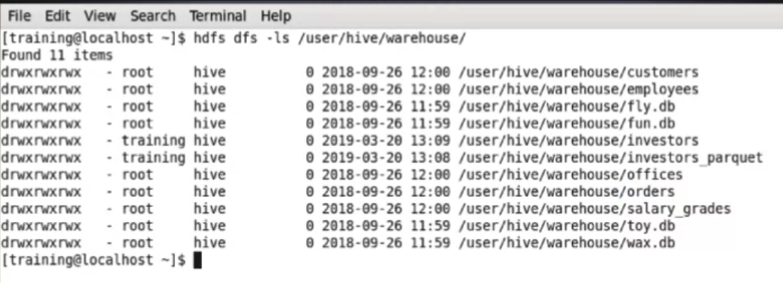 File Edit View Search Terminal Help
[training@localhost ~]$ hdfs dfs -ls /user/hive/warehouse/
Found 11 items
drwxrwxrwx   - root     hive          0 2018-09-26 12:00 /user/hive/warehouse/customers
drwxrwxrwx   - root     hive          0 2018-09-26 12:00 /user/hive/warehouse/employees
drwxrwxrwx   - root     hive          0 2018-09-26 11:59 /user/hive/warehouse/fly.db
drwxrwxrwx   - root     hive          0 2018-09-26 11:59 /user/hive/warehouse/fun.db
drwxrwxrwx   - training hive          0 2019-03-20 13:09 /user/hive/warehouse/investors
drwxrwxrwx   - training hive          0 2019-03-20 13:08 /user/hive/warehouse/investors_parquet
drwxrwxrwx   - root     hive          0 2018-09-26 12:00 /user/hive/warehouse/offices
drwxrwxrwx   - root     hive          0 2018-09-26 12:00 /user/hive/warehouse/orders
drwxrwxrwx   - root     hive          0 2018-09-26 12:00 /user/hive/warehouse/salary_grades
drwxrwxrwx   - root     hive          0 2018-09-26 11:59 /user/hive/warehouse/toy.db
drwxrwxrwx   - root     hive          0 2018-09-26 11:59 /user/hive/warehouse/wax.db
[training@localhost ~]$